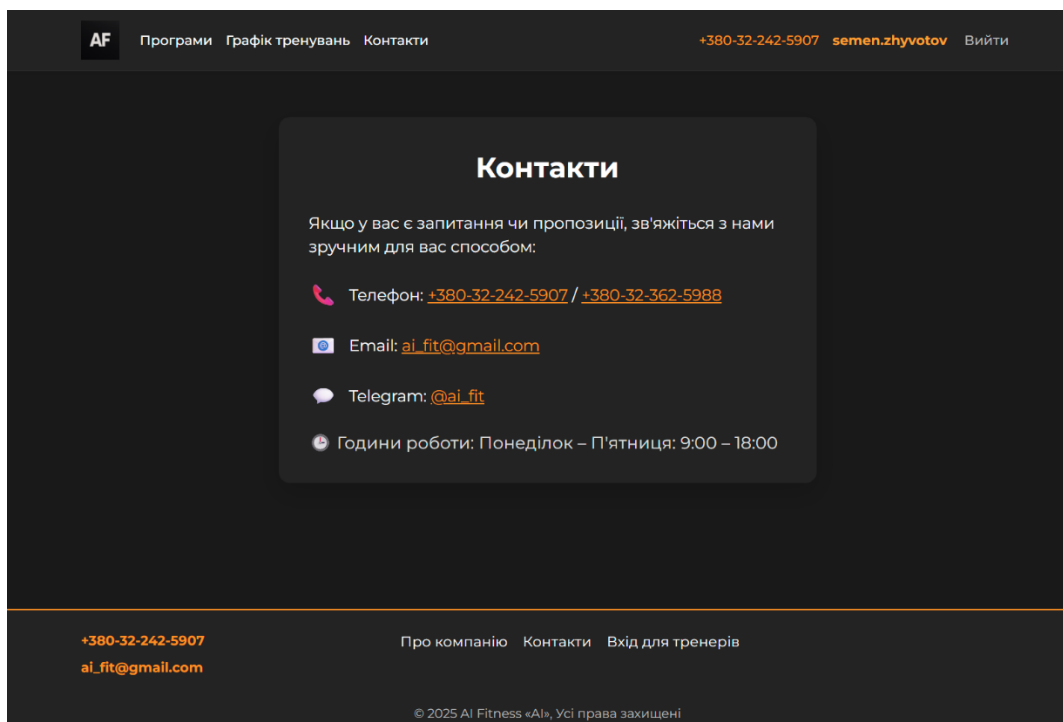 AF Програми Графік тренувань Контакти +380-32-242-5907 semen.zhyvotov Вийти
Контакти
Якщо у вас є запитання чи пропозиції, зв'яжіться з нами
зручним для вас способом:
Телефон: +380-32-242-5907 / +380-32-362-5988
Email: ai_fit@gmail.com
Telegram: @ai_fit
Години роботи: Понеділок – П'ятниця: 9:00 – 18:00
+380-32-242-5907 Про компанію Контакти Вхід для тренерів
ai_fit@gmail.com
© 2025 AI Fitness «AI», Усі права захищені